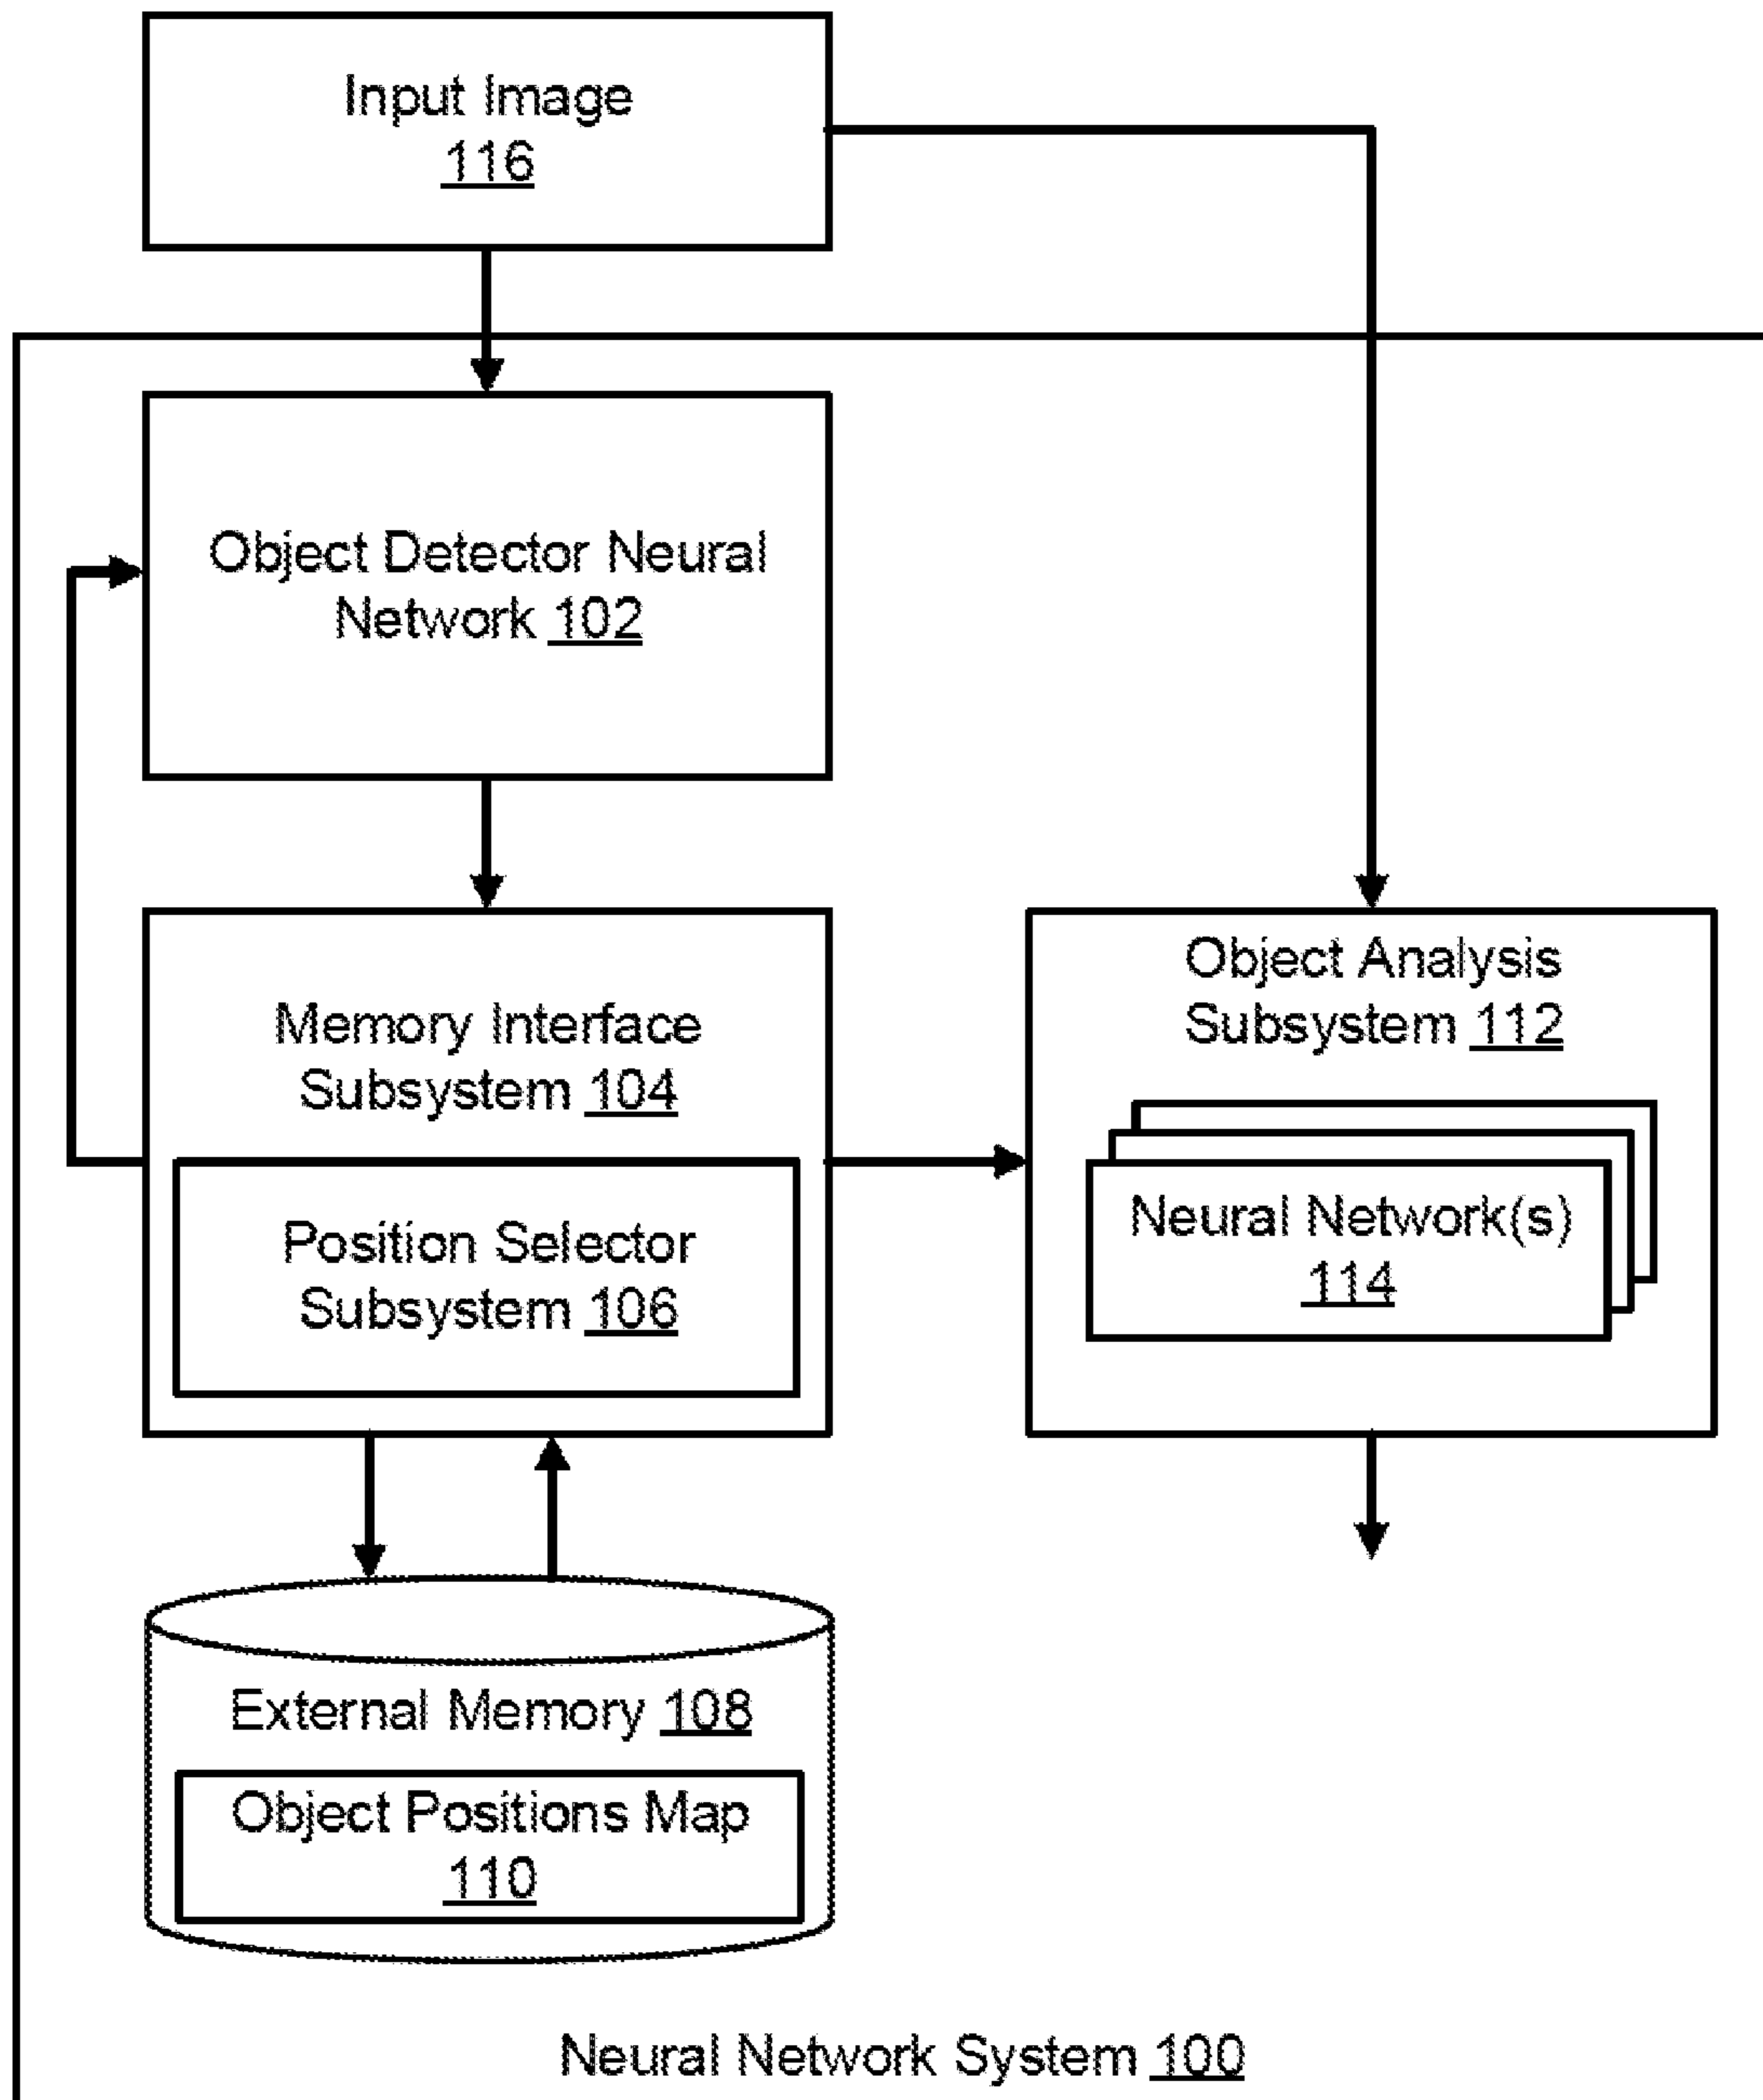 Input Image
116
Object Detector Neural
Network 102
Memory Interface
Subsystem 104
Position Selector
Subsystem 106
Object Analysis
Subsystem 112
Neural Network(s)
114
External Memory 108
Object Positions Map
110
Neural Network System 100